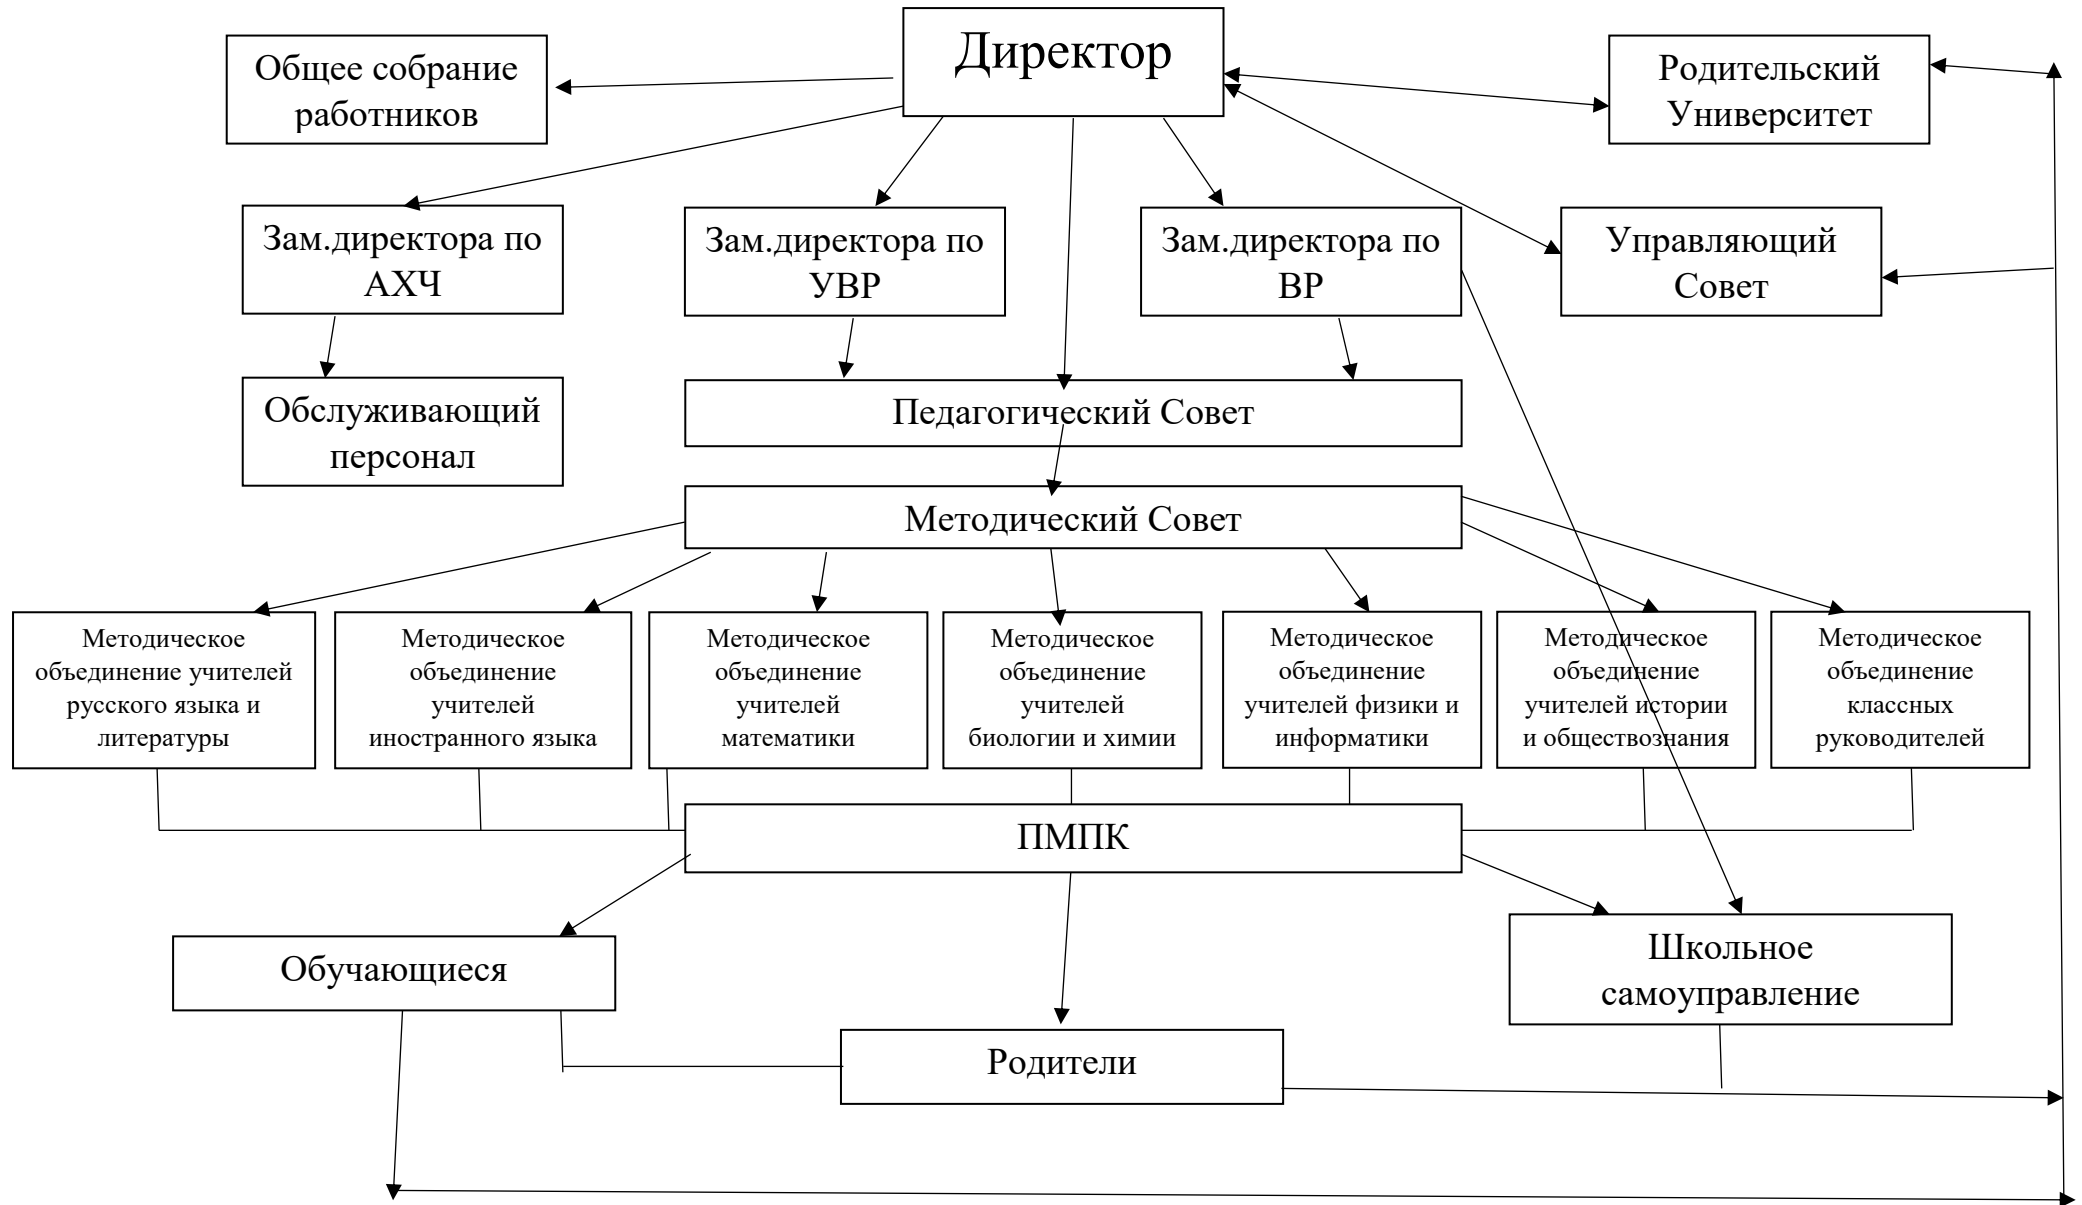 Директор
Общее собрание
работников
Родительский
Университет
Зам.директора по
АХЧ
Зам.директора по
УВР
Зам.директора по
ВР
Управляющий
Совет
Обслуживающий
персонал
Педагогический Совет
Методический Совет
Методическое
объединение учителей
русского языка и
литературы
Методическое
объединение
учителей
иностранного языка
Методическое
объединение
учителей
математики
Методическое
объединение
учителей
биологии и химии
Методическое
объединение
учителей физики и
информатики
Методическое
объединение
учителей истории
и обществознания
Методическое
объединение
классных
руководителей
ПМПК
Обучающиеся
Школьное
самоуправление
Родители